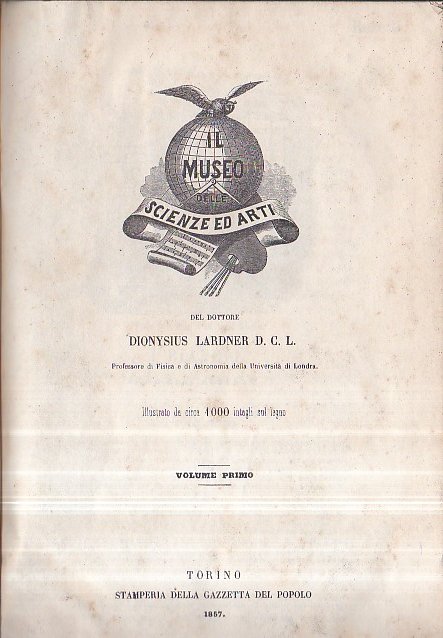 IL
MUSEO
DELLE
SCIENZE ED ARTI
DEL DOTTORE
DIONYSIUS LARDNER D. C. L.
Professore di Fisica e di Astronomia della Università di Londra.
Illustrato da circa 1000 intagli sul legno
VOLUME PRIMO
TORINO
STAMPERIA DELLA GAZZETTA DEL POPOLO
1857.